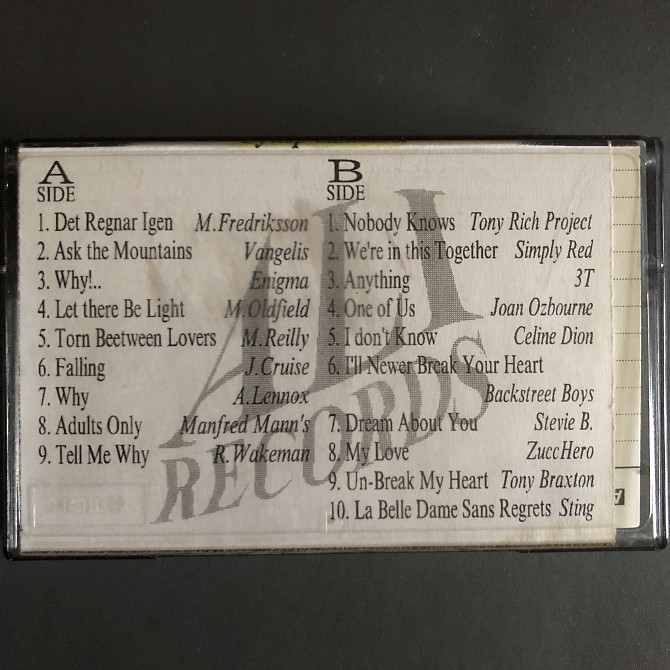 A
SIDE
1. Det Regnar Igen M.Fredriksson
2. Ask the Mountains Vangelis
3. Why!.. Enigma
4. Let there Be Light M.Oldfield
5. Torn Beetween Lovers M.Reilly
6. Falling J.Cruise
7. Why A.Lennox
8. Adults Only Manfred Mann's
9. Tell Me Why R.Wakeman
B
SIDE
1. Nobody Knows Tony Rich Project
2. We're in this Together Simply Red
3. Anything 3T
4. One of Us Joan Ozbourne
5. I don't Know Celine Dion
6. I'll Newer Break Your Heart
Backstreet Boys
7. Dream About You Stevie B.
8. My Love ZuccHero
9. Un-Break My Heart Tony Braxton
10. La Belle Dame Sans Regrets Sting
ALI
RECORDS